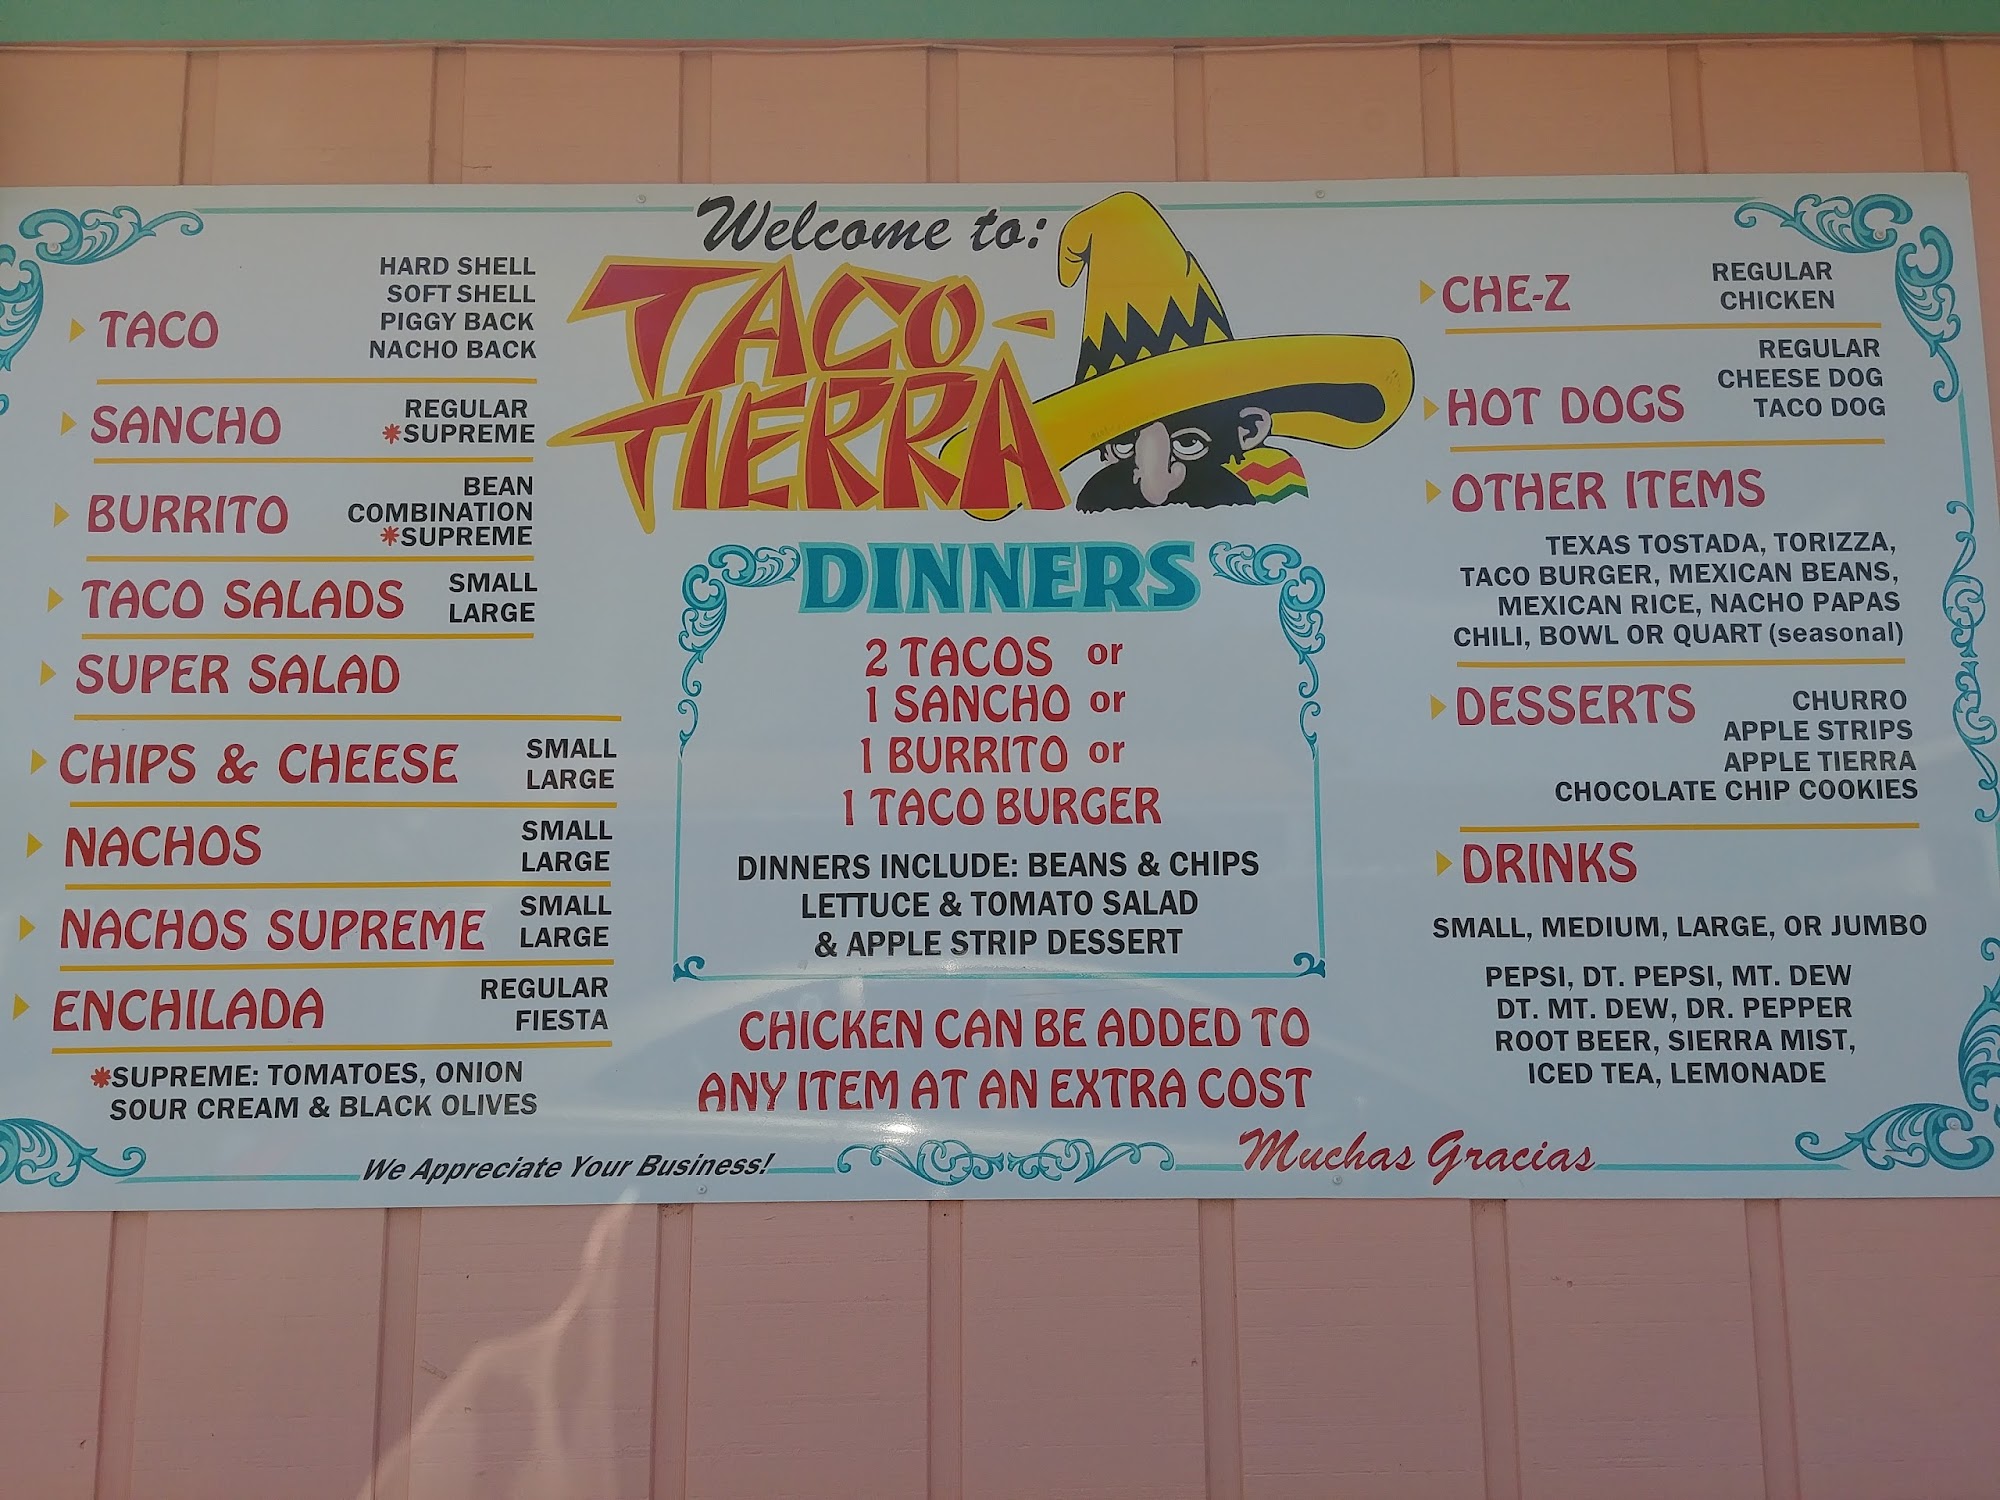 Welcome to:
TACO-
TIERRA
TACO
HARD SHELL
SOFT SHELL
PIGGY BACK
NACHO BACK
SANCHO
REGULAR
*SUPREME
BURRITO
BEAN
COMBINATION
*SUPREME
TACO SALADS
SMALL
LARGE
SUPER SALAD
CHIPS & CHEESE
SMALL
LARGE
NACHOS
SMALL
LARGE
NACHOS SUPREME
SMALL
LARGE
ENCHILADA
REGULAR
FIESTA
*SUPREME: TOMATOES, ONION
SOUR CREAM & BLACK OLIVES
DINNERS
2 TACOS or
1 SANCHO or
1 BURRITO or
1 TACO BURGER
DINNERS INCLUDE: BEANS & CHIPS
LETTUCE & TOMATO SALAD
& APPLE STRIP DESSERT
CHICKEN CAN BE ADDED TO
ANY ITEM AT AN EXTRA COST
CHE-Z
REGULAR
CHICKEN
HOT DOGS
REGULAR
CHEESE DOG
TACO DOG
OTHER ITEMS
TEXAS TOSTADA, TORIZZA,
TACO BURGER, MEXICAN BEANS,
MEXICAN RICE, NACHO PAPAS
CHILI, BOWL OR QUART (seasonal)
DESSERTS
CHURRO
APPLE STRIPS
APPLE TIERRA
CHOCOLATE CHIP COOKIES
DRINKS
SMALL, MEDIUM, LARGE, OR JUMBO
PEPSI, DT. PEPSI, MT. DEW
DT. MT. DEW, DR. PEPPER
ROOT BEER, SIERRA MIST,
ICED TEA, LEMONADE
We Appreciate Your Business!
Muchas Gracias